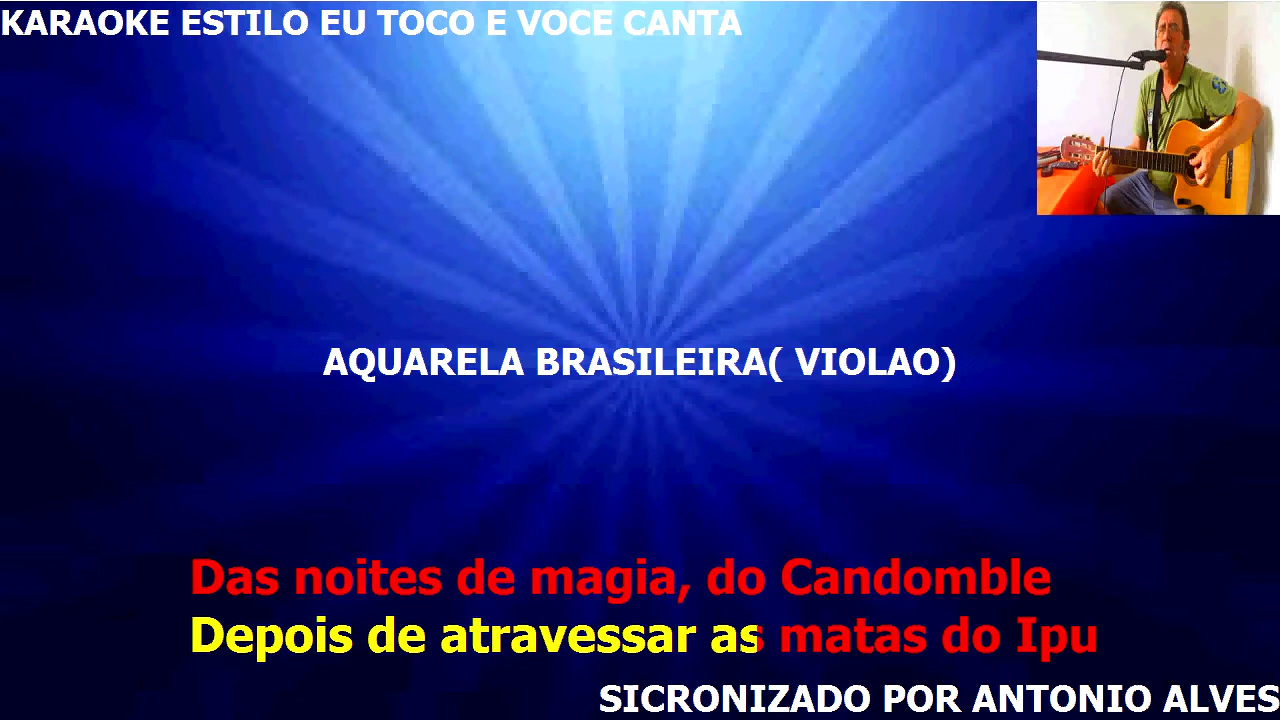 KARAOKE ESTILO EU TOCO E VOCE CANTA
AQUARELA BRASILEIRA( VIOLAO)
Das noites de magia, do Candomble
Depois de atravessar as matas do Ipu
SICRONIZADO POR ANTONIO ALVES